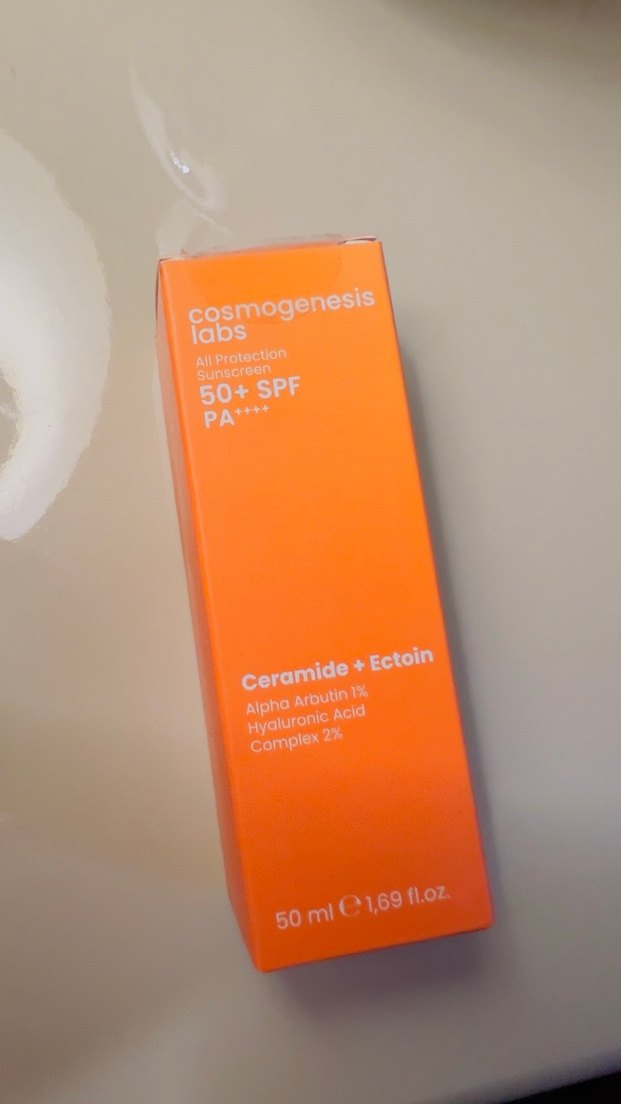 cosmogenesis
labs
All Protection
Sunscreen
50+ SPF
PA++++
Ceramide + Ectoin
Alpha Arbutin 1%
Hyaluronic Acid
Complex 2%
50 ml ℮ 1,69 fl.oz.